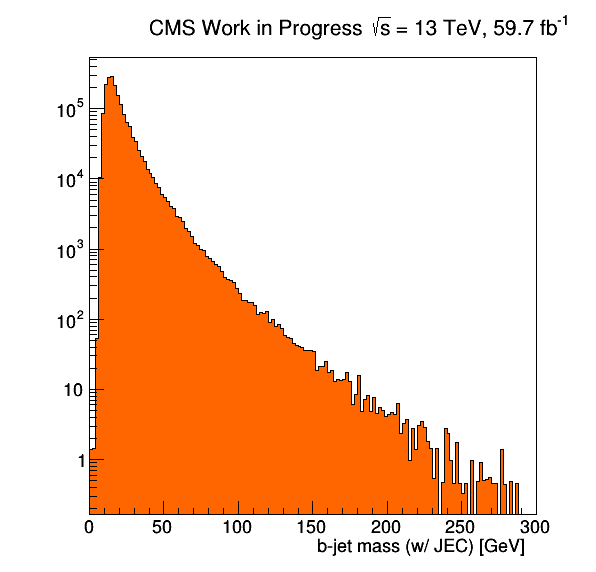 CMS Work in Progress √s = 13 TeV, 59.7 fb⁻¹
10⁵
10⁴
10³
10²
10
1
0 50 100 150 200 250 300
b-jet mass (w/ JEC) [GeV]